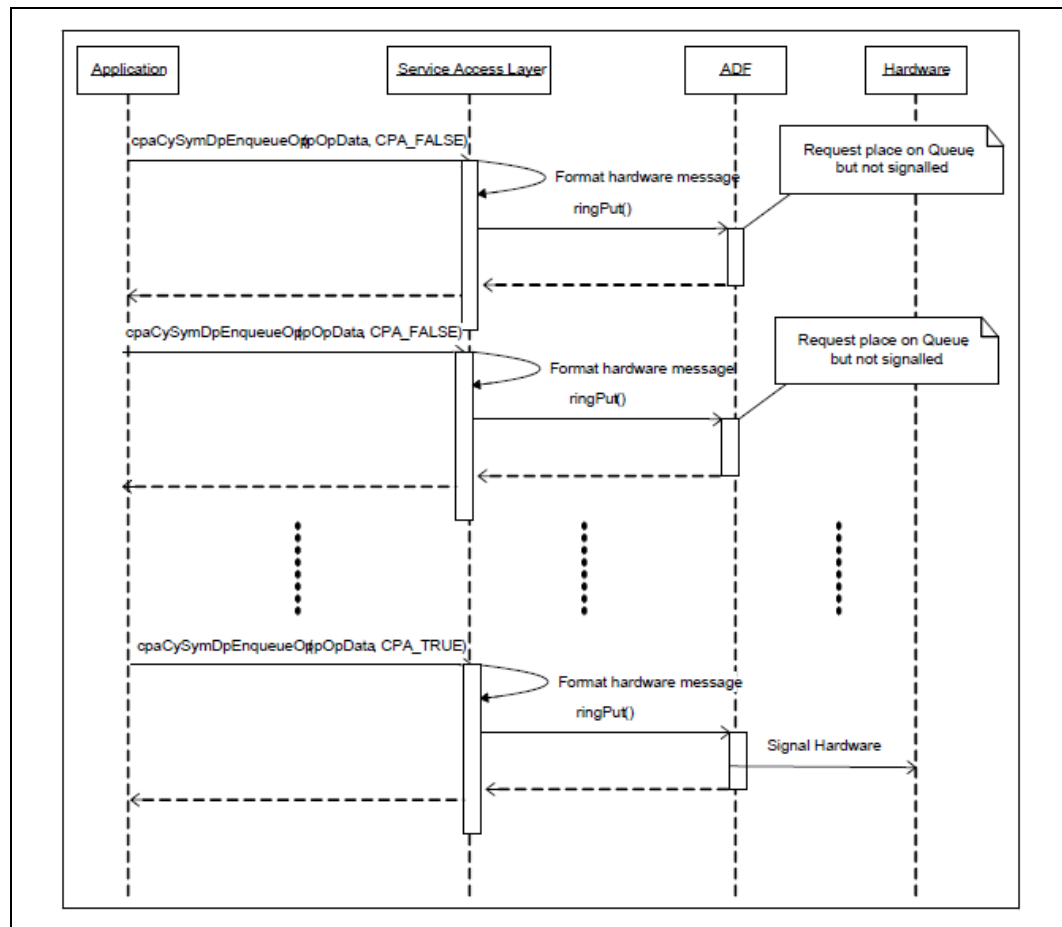 Application
Service Access Layer
ADF
Hardware
cpaCySymDpEnqueueOp(pOpData, CPA_FALSE)
Request place on Queue,
but not signalled
Format hardware message
ringPut()
cpaCySymDpEnqueueOp(pOpData, CPA_FALSE)
Request place on Queue,
but not signalled
Format hardware message
ringPut()
cpaCySymDpEnqueueOp(pOpData, CPA_TRUE)
Format hardware message
ringPut()
Signal Hardware